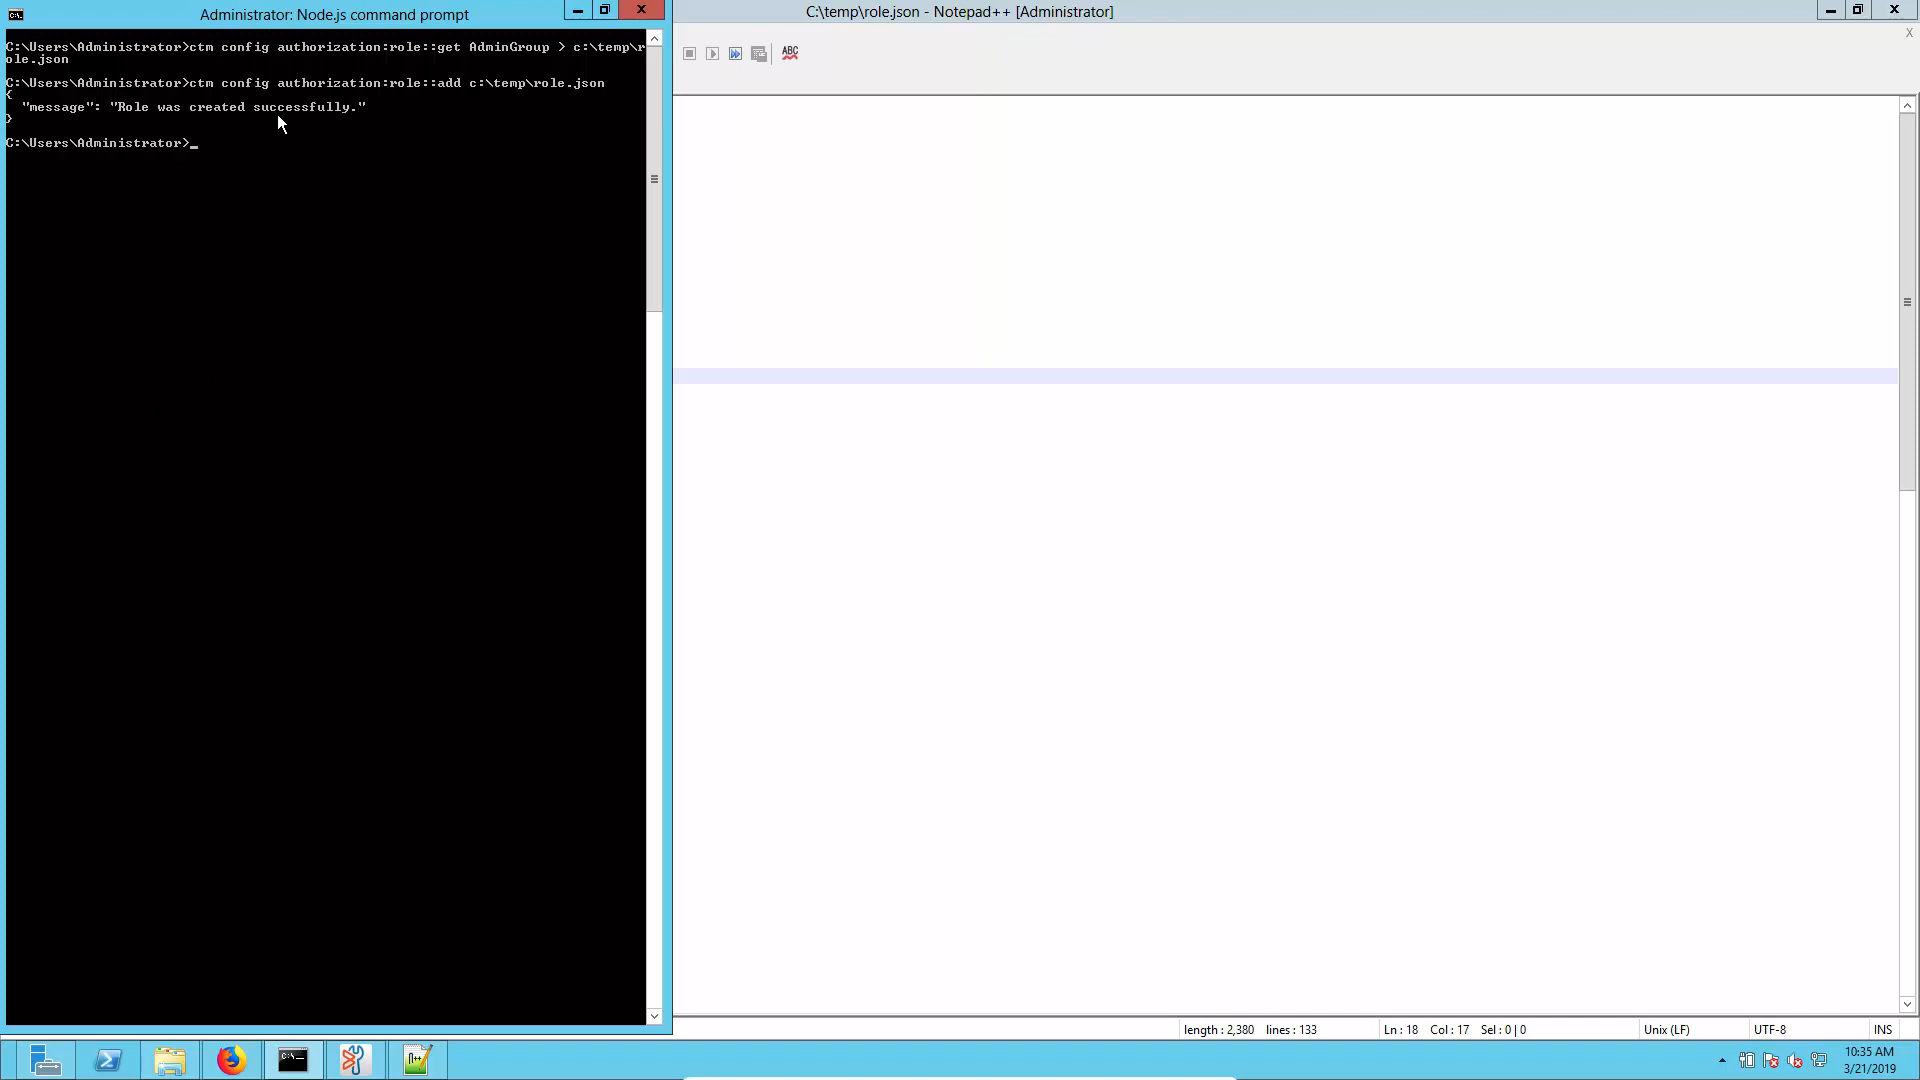 Administrator: Node.js command prompt
C:\temp\role.json - Notepad++ [Administrator]
C:\Users\Administrator>ctm config authorization:role::get AdminGroup > c:\temp\r
ole.json
C:\Users\Administrator>ctm config authorization:role::add c:\temp\role.json
{
"message": "Role was created successfully."
}
C:\Users\Administrator>_
ABC
length : 2,380 lines : 133
Ln : 18 Col : 17 Sel : 0 | 0
Unix (LF)
UTF-8
INS
10:35 AM
3/21/2019